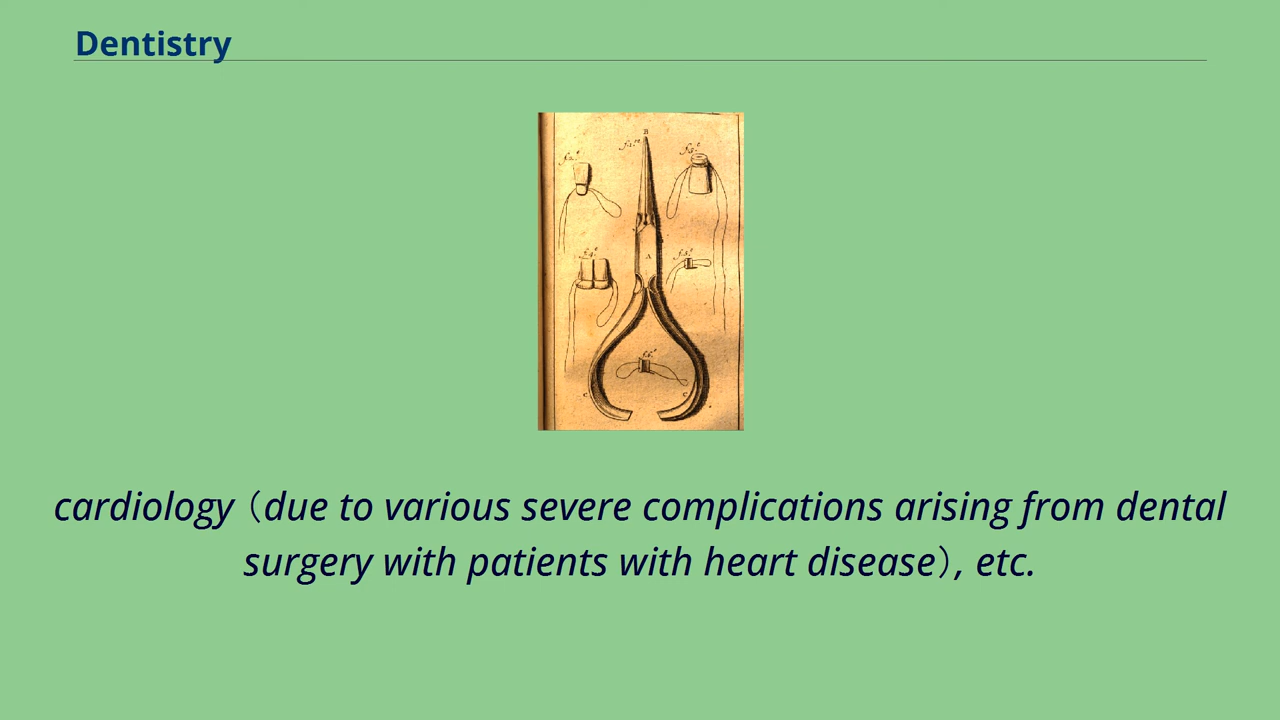 Dentistry
B
A
C
C
cardiology（due to various severe complications arising from dental
surgery with patients with heart disease）, etc.